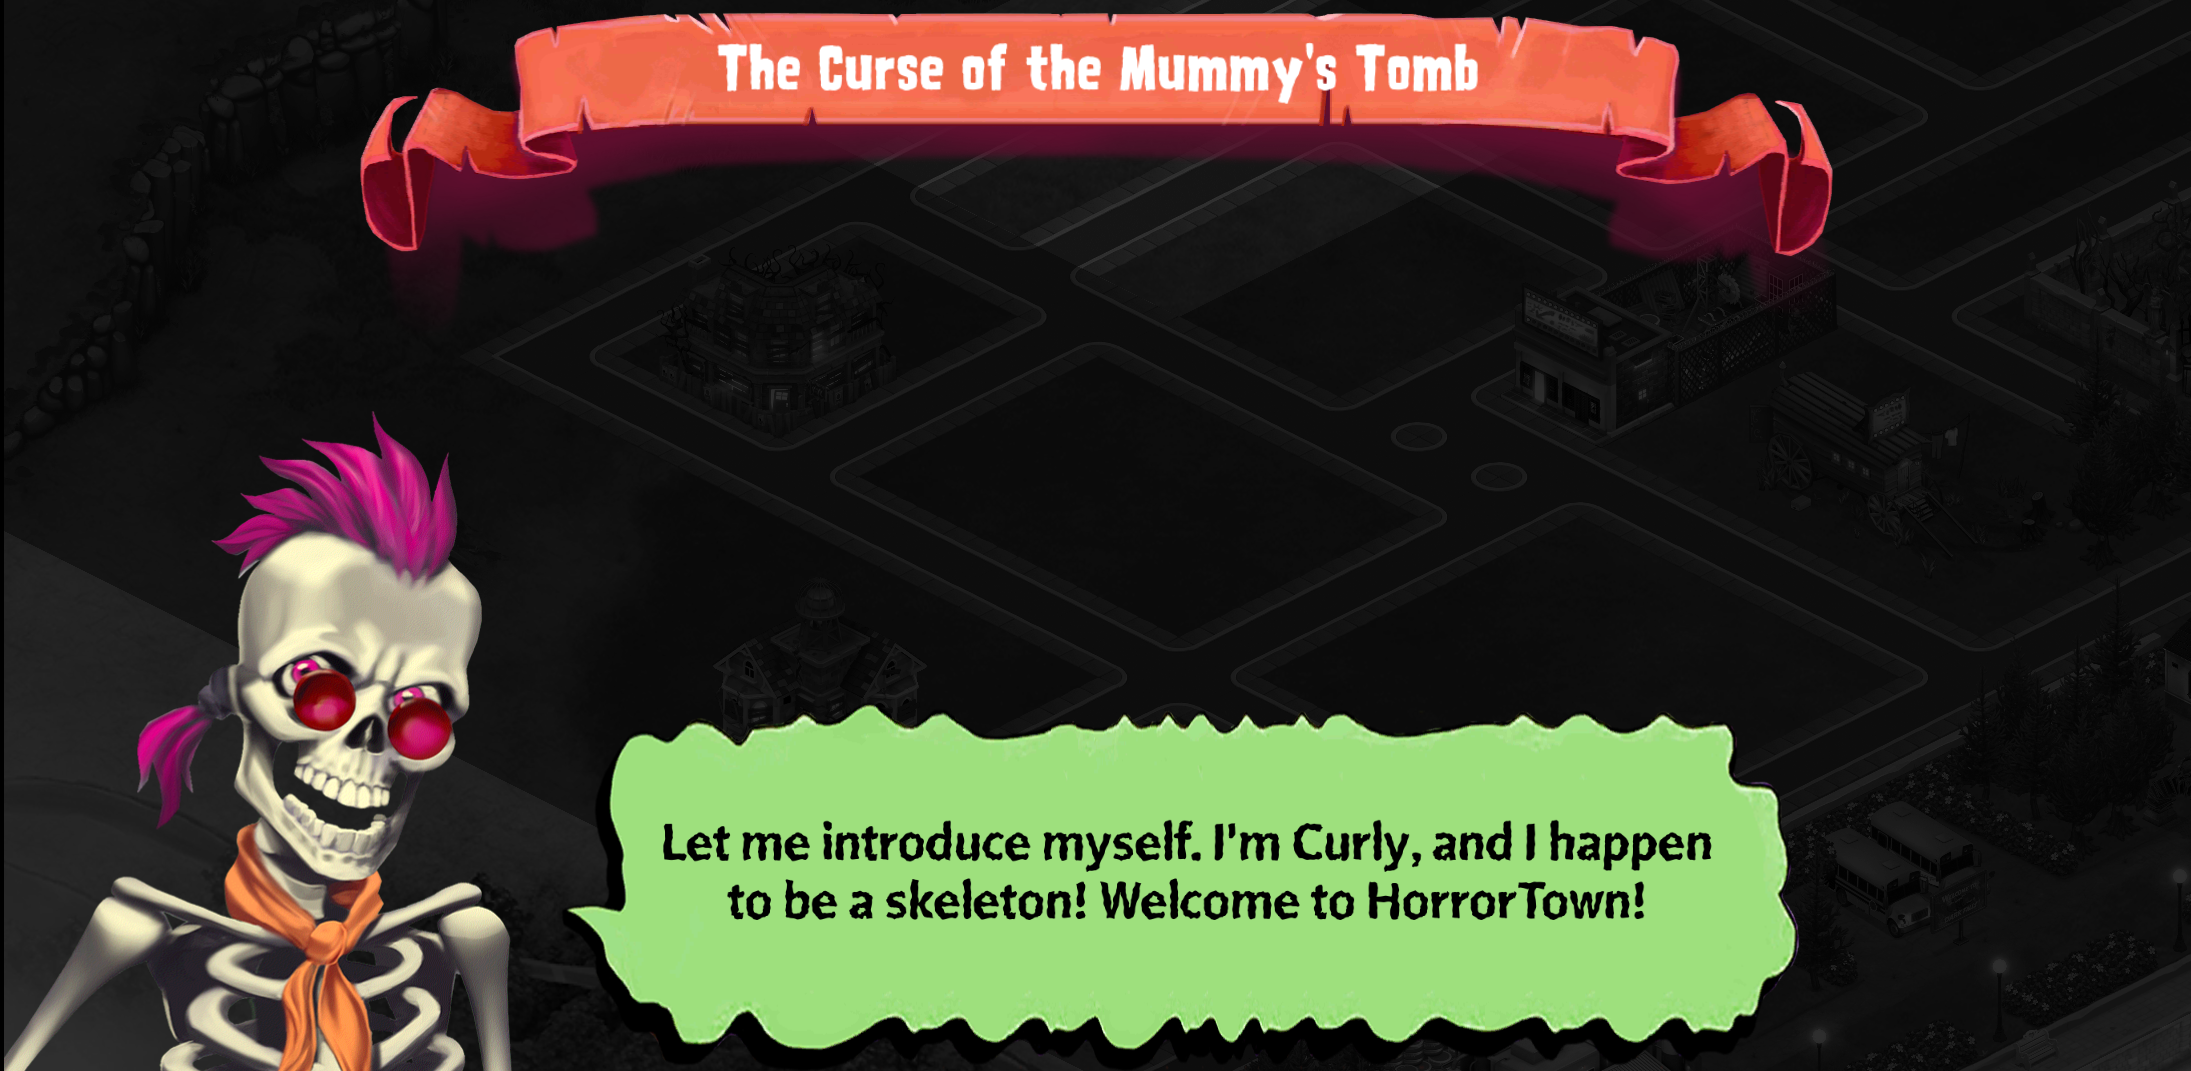 The Curse of the Mummy's Tomb
Let me introduce myself. I'm Curly, and I happen
to be a skeleton! Welcome to HorrorTown!